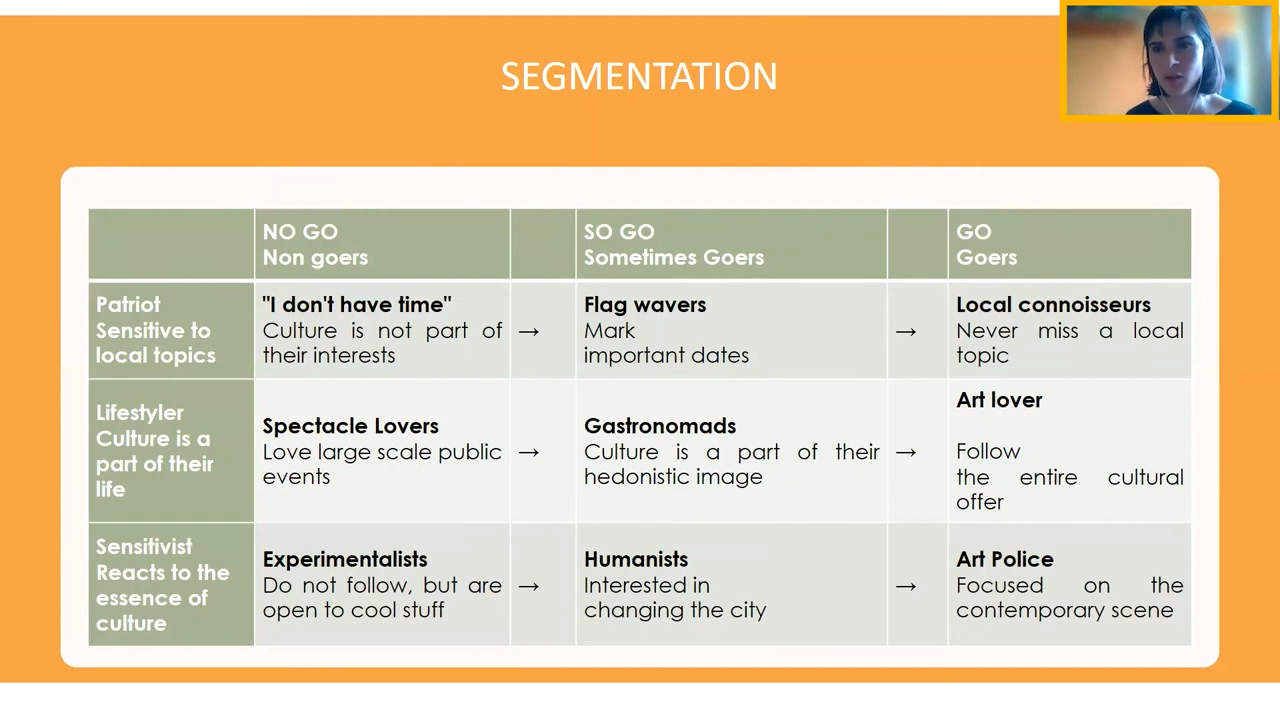 SEGMENTATION
NO GO
Non goers
SO GO
Sometimes Goers
GO
Goers
Patriot
Sensitive to
local topics
"I don't have time"
Culture is not part of
their interests
→
Flag wavers
Mark
important dates
→
Local connoisseurs
Never miss a local
topic
Lifestyler
Culture is a
part of their
life
Spectacle Lovers
Love large scale public
events
→
Gastronomads
Culture is a part of their
hedonistic image
→
Art lover
Follow
the entire cultural
offer
Sensitivist
Reacts to the
essence of
culture
Experimentalists
Do not follow, but are
open to cool stuff
→
Humanists
Interested in
changing the city
→
Art Police
Focused on the
contemporary scene